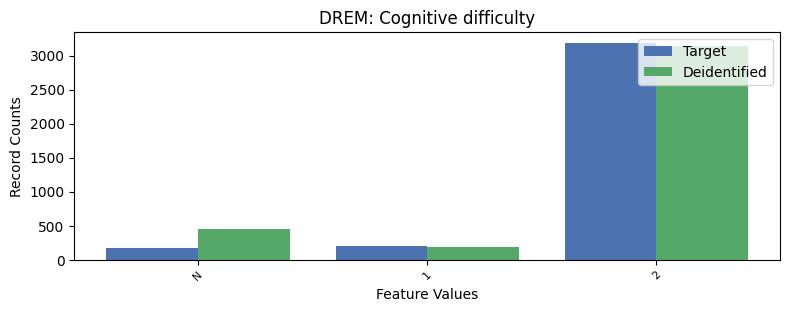 DREM: Cognitive difficulty
Target
Deidentified
Record Counts
3000
2500
2000
1500
1000
500
0
N
1
2
Feature Values